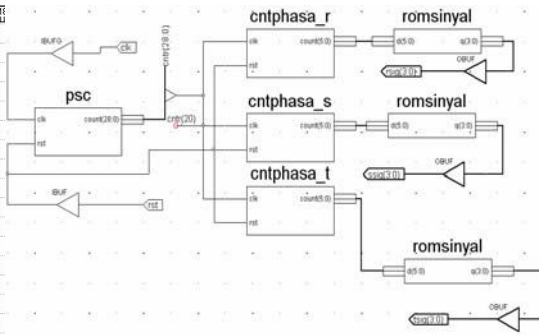 cntphasa_r
romsinyal
IBUFG
clk
cntr(28:0)
clk
count(5:0)
d(5:0)
q(3:0)
rst
OBUF
rsig(3:0)
psc
clk
count(28:0)
rst
cntr(20)
cntphasa_s
romsinyal
clk
count(5:0)
d(5:0)
q(3:0)
rst
OBUF
ssig(3:0)
IBUF
rst
cntphasa_t
clk
count(5:0)
rst
romsinyal
d(5:0)
q(3:0)
OBUF
tsig(3:0)